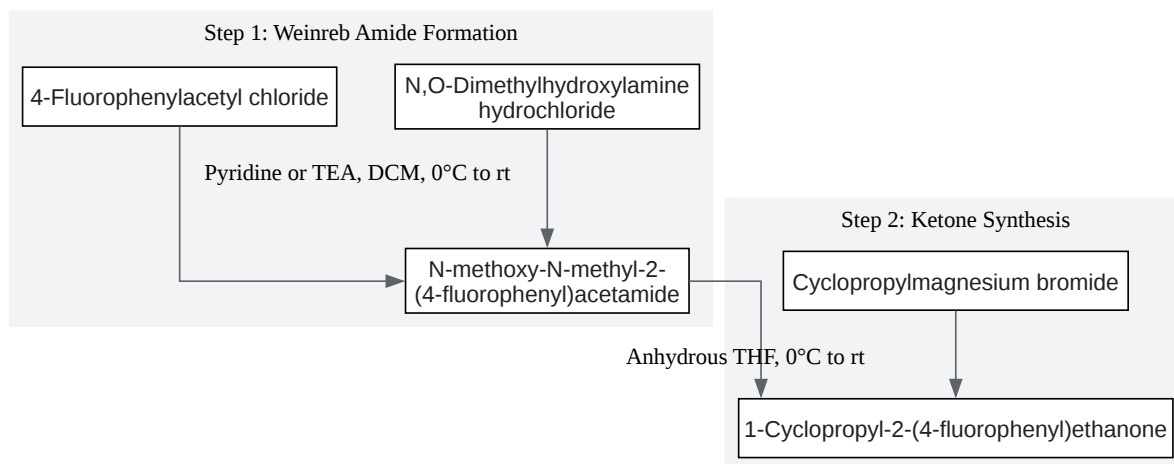 Step 1: Weinreb Amide Formation
4-Fluorophenylacetyl chloride
N,O-Dimethylhydroxylamine
hydrochloride
Pyridine or TEA, DCM, 0°C to rt
N-methoxy-N-methyl-2-
(4-fluorophenyl)acetamide
Step 2: Ketone Synthesis
Cyclopropylmagnesium bromide
Anhydrous THF, 0°C to rt
1-Cyclopropyl-2-(4-fluorophenyl)ethanone